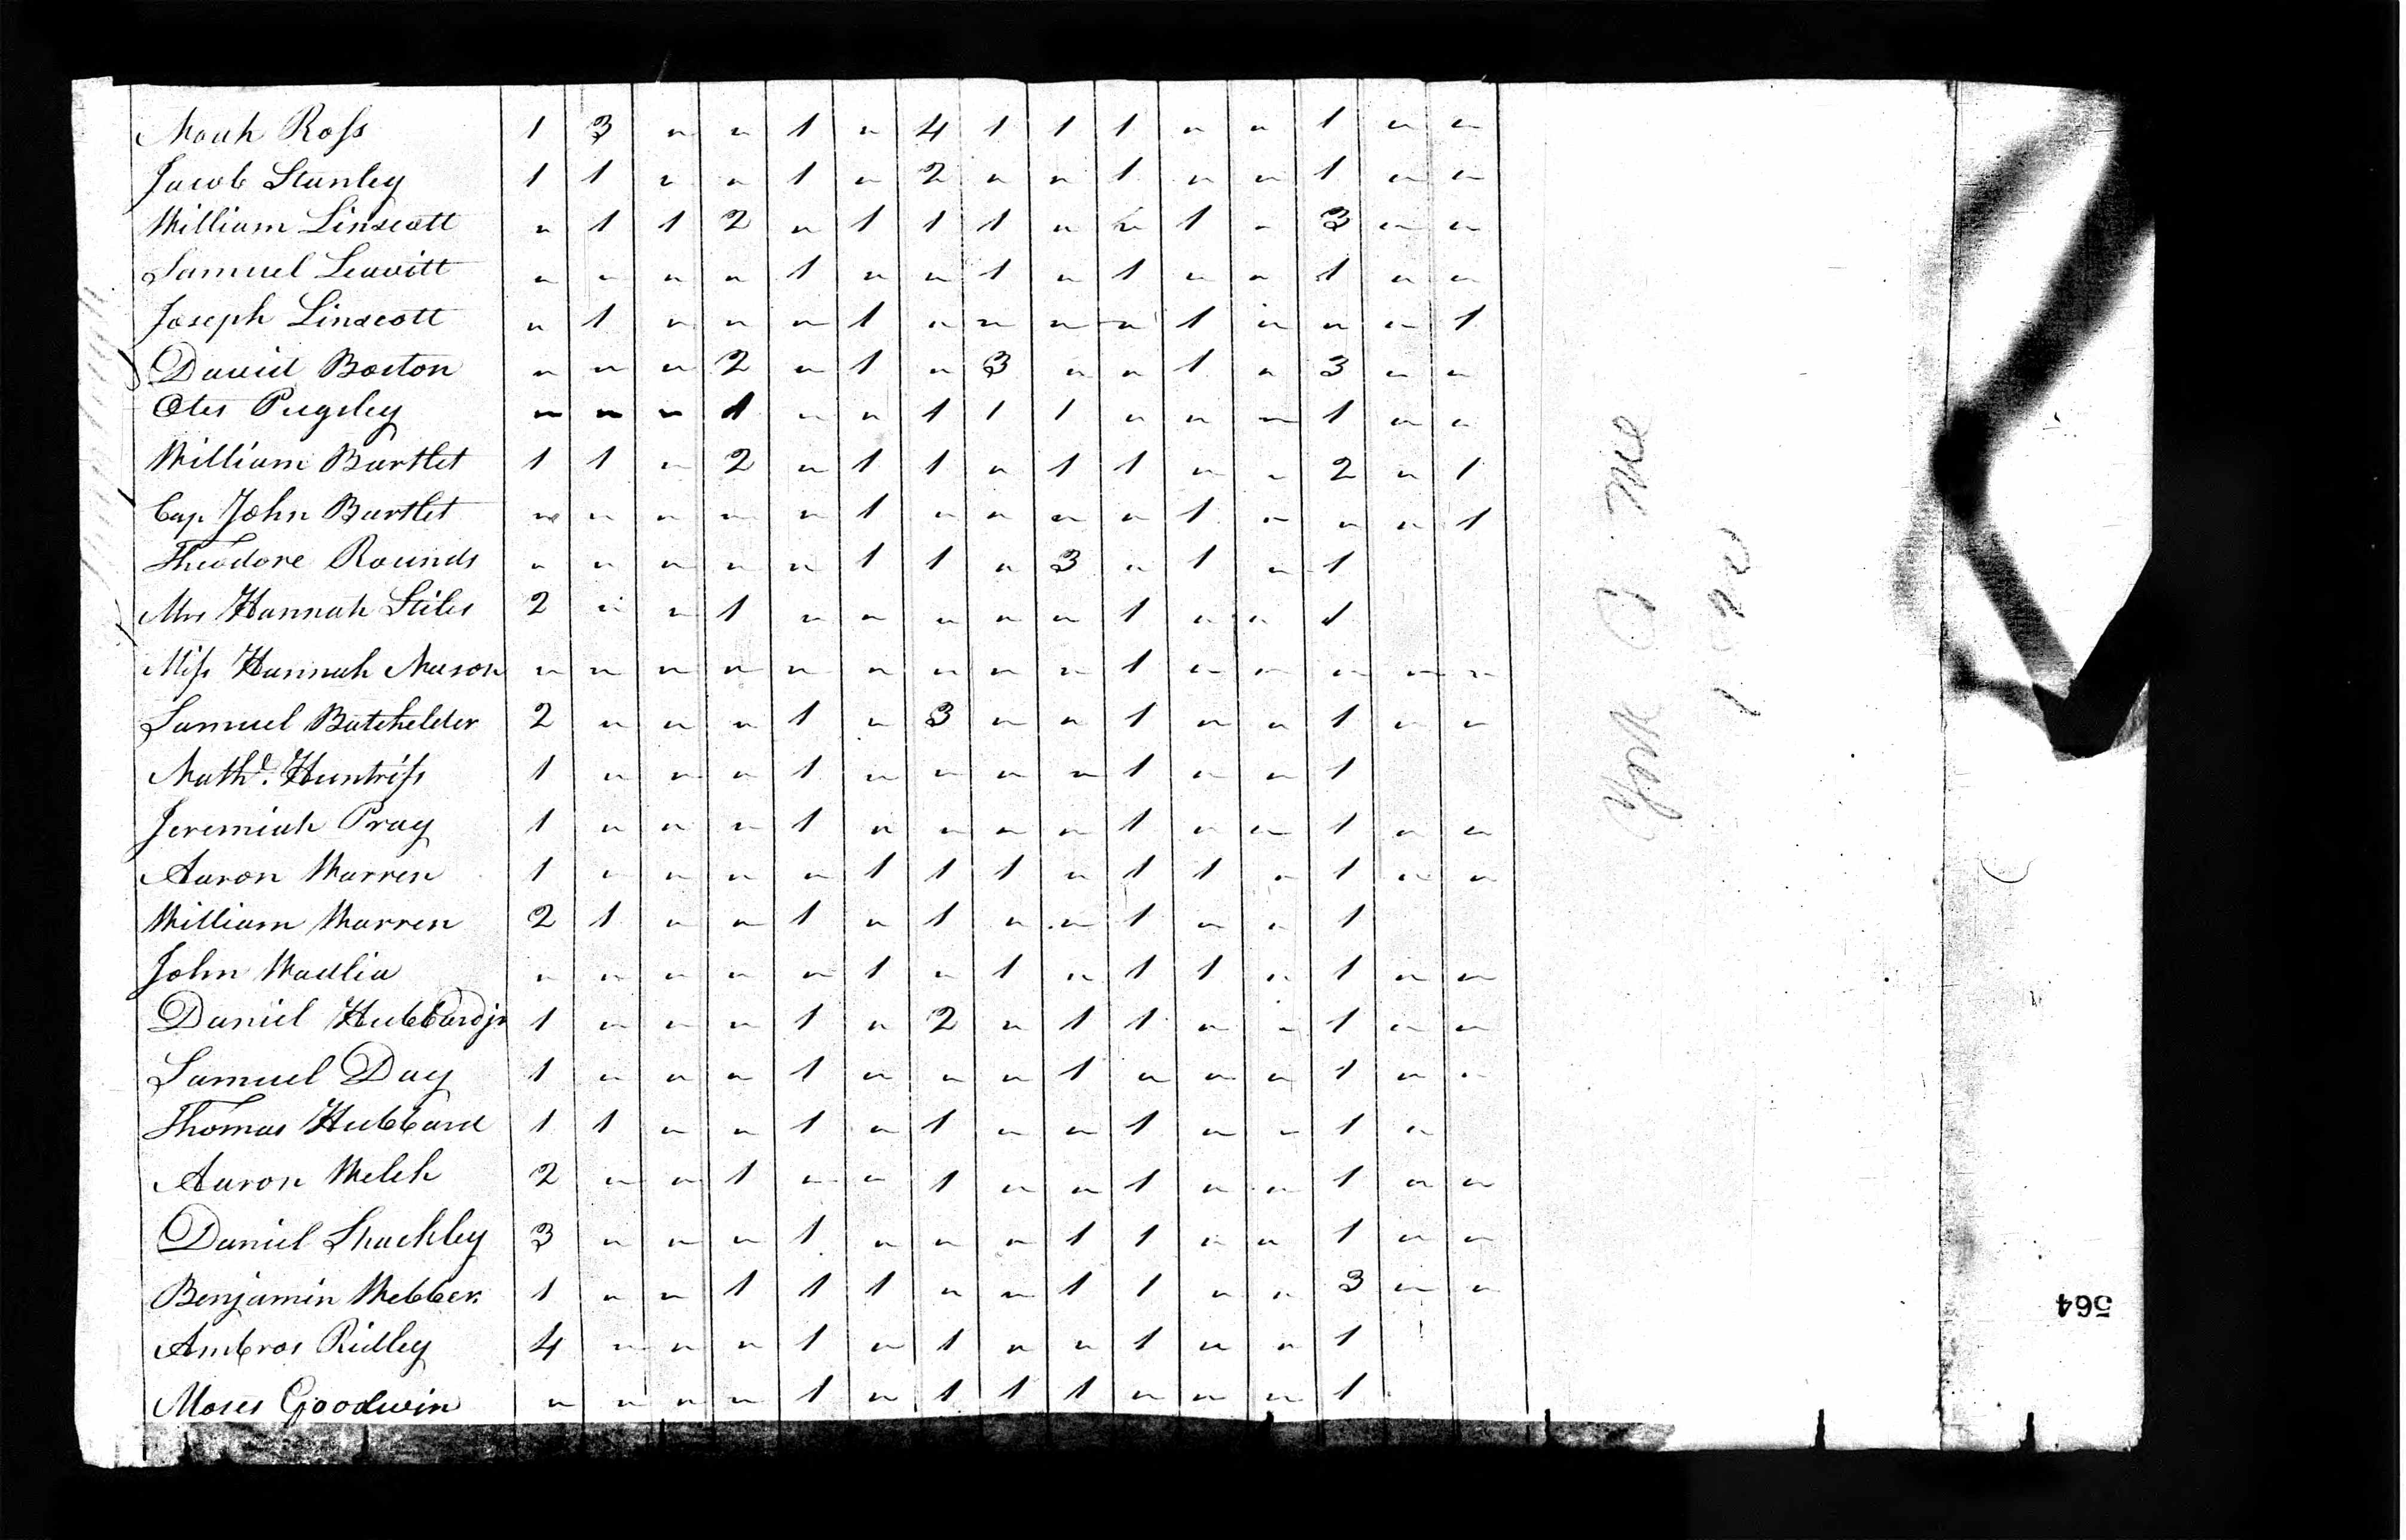 Noah Ross 1 3 " " 1 " 4 1 1 1 " " 1 " "
Jacob Stanley 1 1 " " 1 " 2 " " 1 " " 1 " "
William Linscott " 1 1 2 " 1 1 1 " " 1 " 3 " "
Samuel Leavitt " " " " 1 " " 1 " 1 " " 1 " "
Joseph Linscott " 1 " " " 1 " " " " 1 " " " 1
David Boston " " " 2 " 1 " 3 " " 1 " 3 " "
Otis Pugsley " " " 1 " " 1 1 1 " " " 1 " "
William Bartlet 1 1 " 2 " 1 1 " 1 1 " " 2 " 1
Cap. John Bartlet " " " " " 1 " " " " 1 " " " 1
Theodore Rounds " " " " " 1 1 " 3 " 1 " 1
Mrs Hannah Stiles 2 " " 1 " " " " " 1 " " 1
Miss Hannah Mason " " " " " " " " " 1 " " " " "
Samuel Batchelder 2 " " " 1 " 3 " " 1 " " 1 " "
Nathl. Huntriss 1 " " " 1 " " " " 1 " " 1
Jeremiah Pray 1 " " " 1 " " " " 1 " " 1 " "
Aaron Warren 1 " " " " 1 1 1 " 1 1 " 1 " "
William Warren 2 1 " " 1 " 1 " " 1 " " 1
John Wadlia " " " " " 1 " 1 " 1 1 " 1 " "
Daniel Hubbard jr 1 " " " 1 " 2 " 1 1 " " 1 " "
Samuel Day 1 " " " 1 " " " 1 " " " 1 " "
Thomas Hubbard 1 1 " " 1 " 1 " " 1 " " 1 "
Aaron Welch 2 " " 1 " " 1 " " 1 " " 1 " "
Daniel Shackley 3 " " " 1 " " " 1 1 " " 1 " "
Benjamin Webber 1 " " 1 1 1 " " 1 1 " " 3 " "
Ambros Ridley 4 " " " 1 " 1 " " 1 " " 1
Moses Goodwin " " " " 1 " 1 1 1 " " " 1
York Me
564